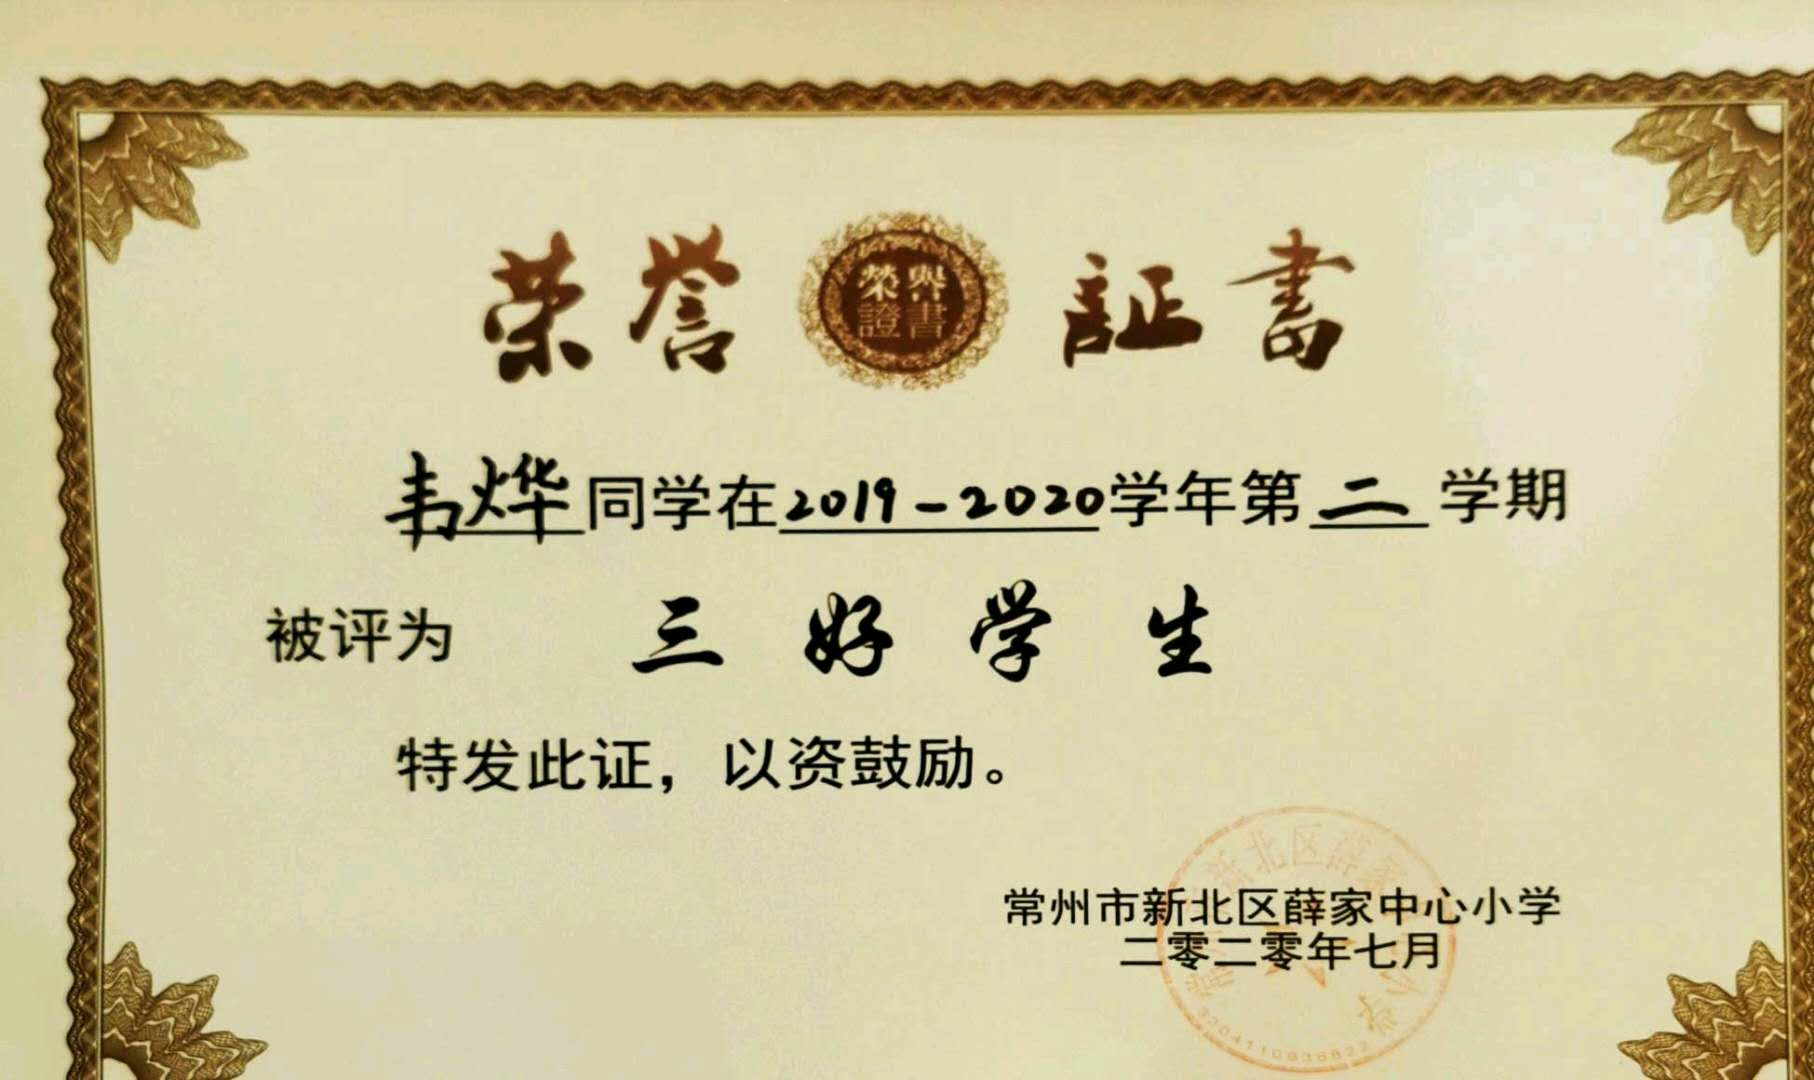 荣誉 榮譽證書 证書
韦烨同学在2019-2020学年第二学期
被评为 三好学生
特发此证，以资鼓励。
常州市新北区薛家中心小学
二零二零年七月